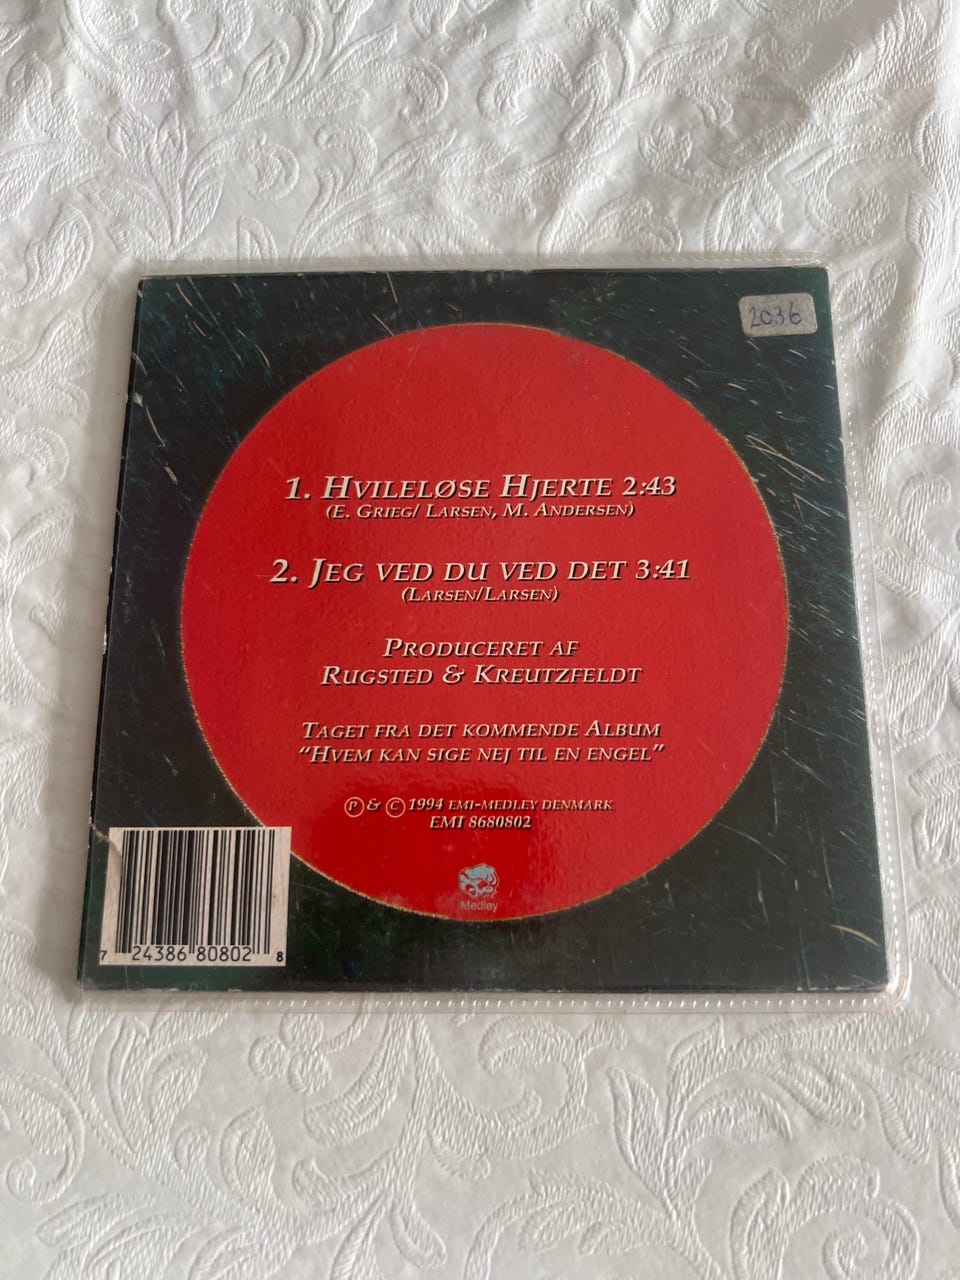 2036
1. Hvileløse Hjerte 2:43
(E. Grieg/ Larsen, M. Andersen)
2. Jeg ved du ved det 3:41
(Larsen/Larsen)
Produceret af
Rugsted & Kreutzfeldt
Taget fra det kommende Album
"Hvem kan sige nej til en engel"
Ⓟ & © 1994 EMI-Medley Denmark
EMI 8680802
Medley
7 24386 80802 8